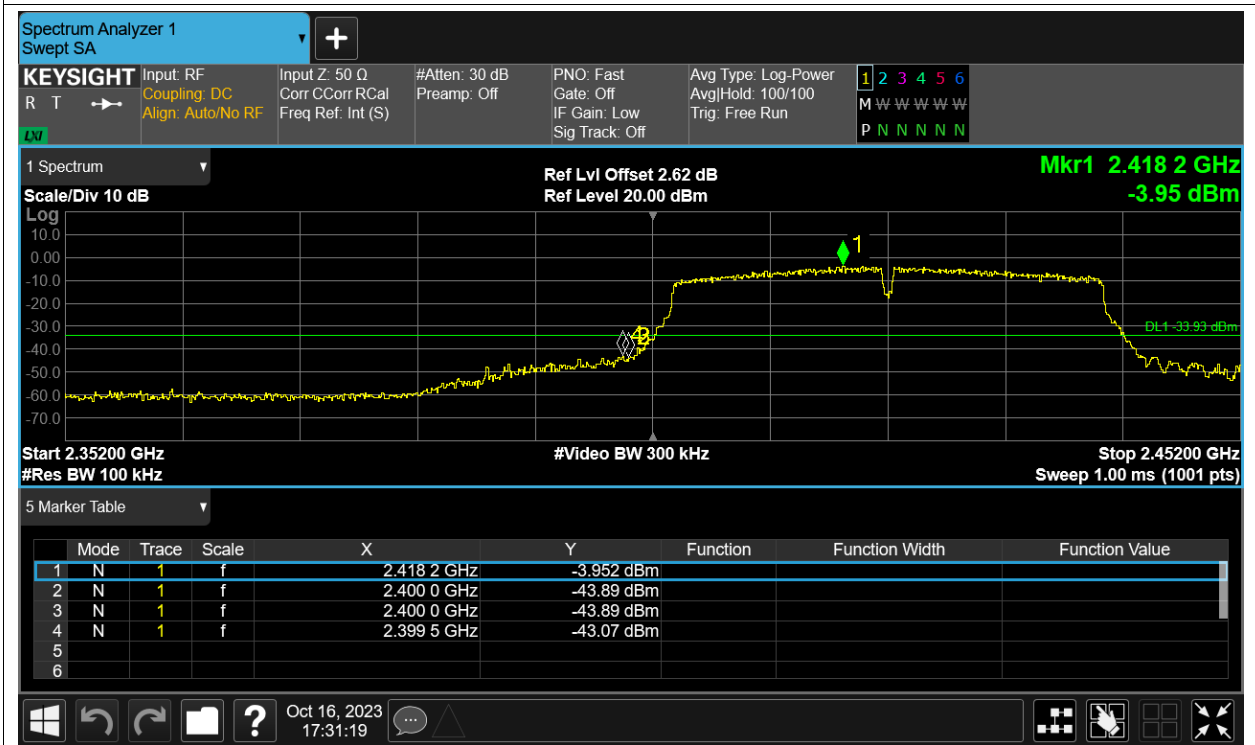 Spectrum Analyzer 1
Swept SA
+
KEYSIGHT Input: RF Input Z: 50 Ω #Atten: 30 dB PNO: Fast Avg Type: Log-Power 1 2 3 4 5 6
R T Coupling: DC Corr CCorr RCal Preamp: Off Gate: Off Avg|Hold: 100/100 M W W W W W W
Align: Auto/No RF Freq Ref: Int (S) IF Gain: Low Trig: Free Run
LXI Sig Track: Off P N N N N N N
1 Spectrum Ref Lvl Offset 2.62 dB Mkr1 2.418 2 GHz
Scale/Div 10 dB Ref Level 20.00 dBm -3.95 dBm
Log
10.0
1
0.00
-10.0
-20.0
-30.0 DL1 -33.93 dBm
-40.0
-50.0
-60.0
-70.0
Start 2.35200 GHz #Video BW 300 kHz Stop 2.45200 GHz
#Res BW 100 kHz Sweep 1.00 ms (1001 pts)
5 Marker Table
Mode Trace Scale X Y Function Function Width Function Value
1 N 1 f 2.418 2 GHz -3.952 dBm
2 N 1 f 2.400 0 GHz -43.89 dBm
3 N 1 f 2.400 0 GHz -43.89 dBm
4 N 1 f 2.399 5 GHz -43.07 dBm
5
6
? Oct 16, 2023
17:31:19